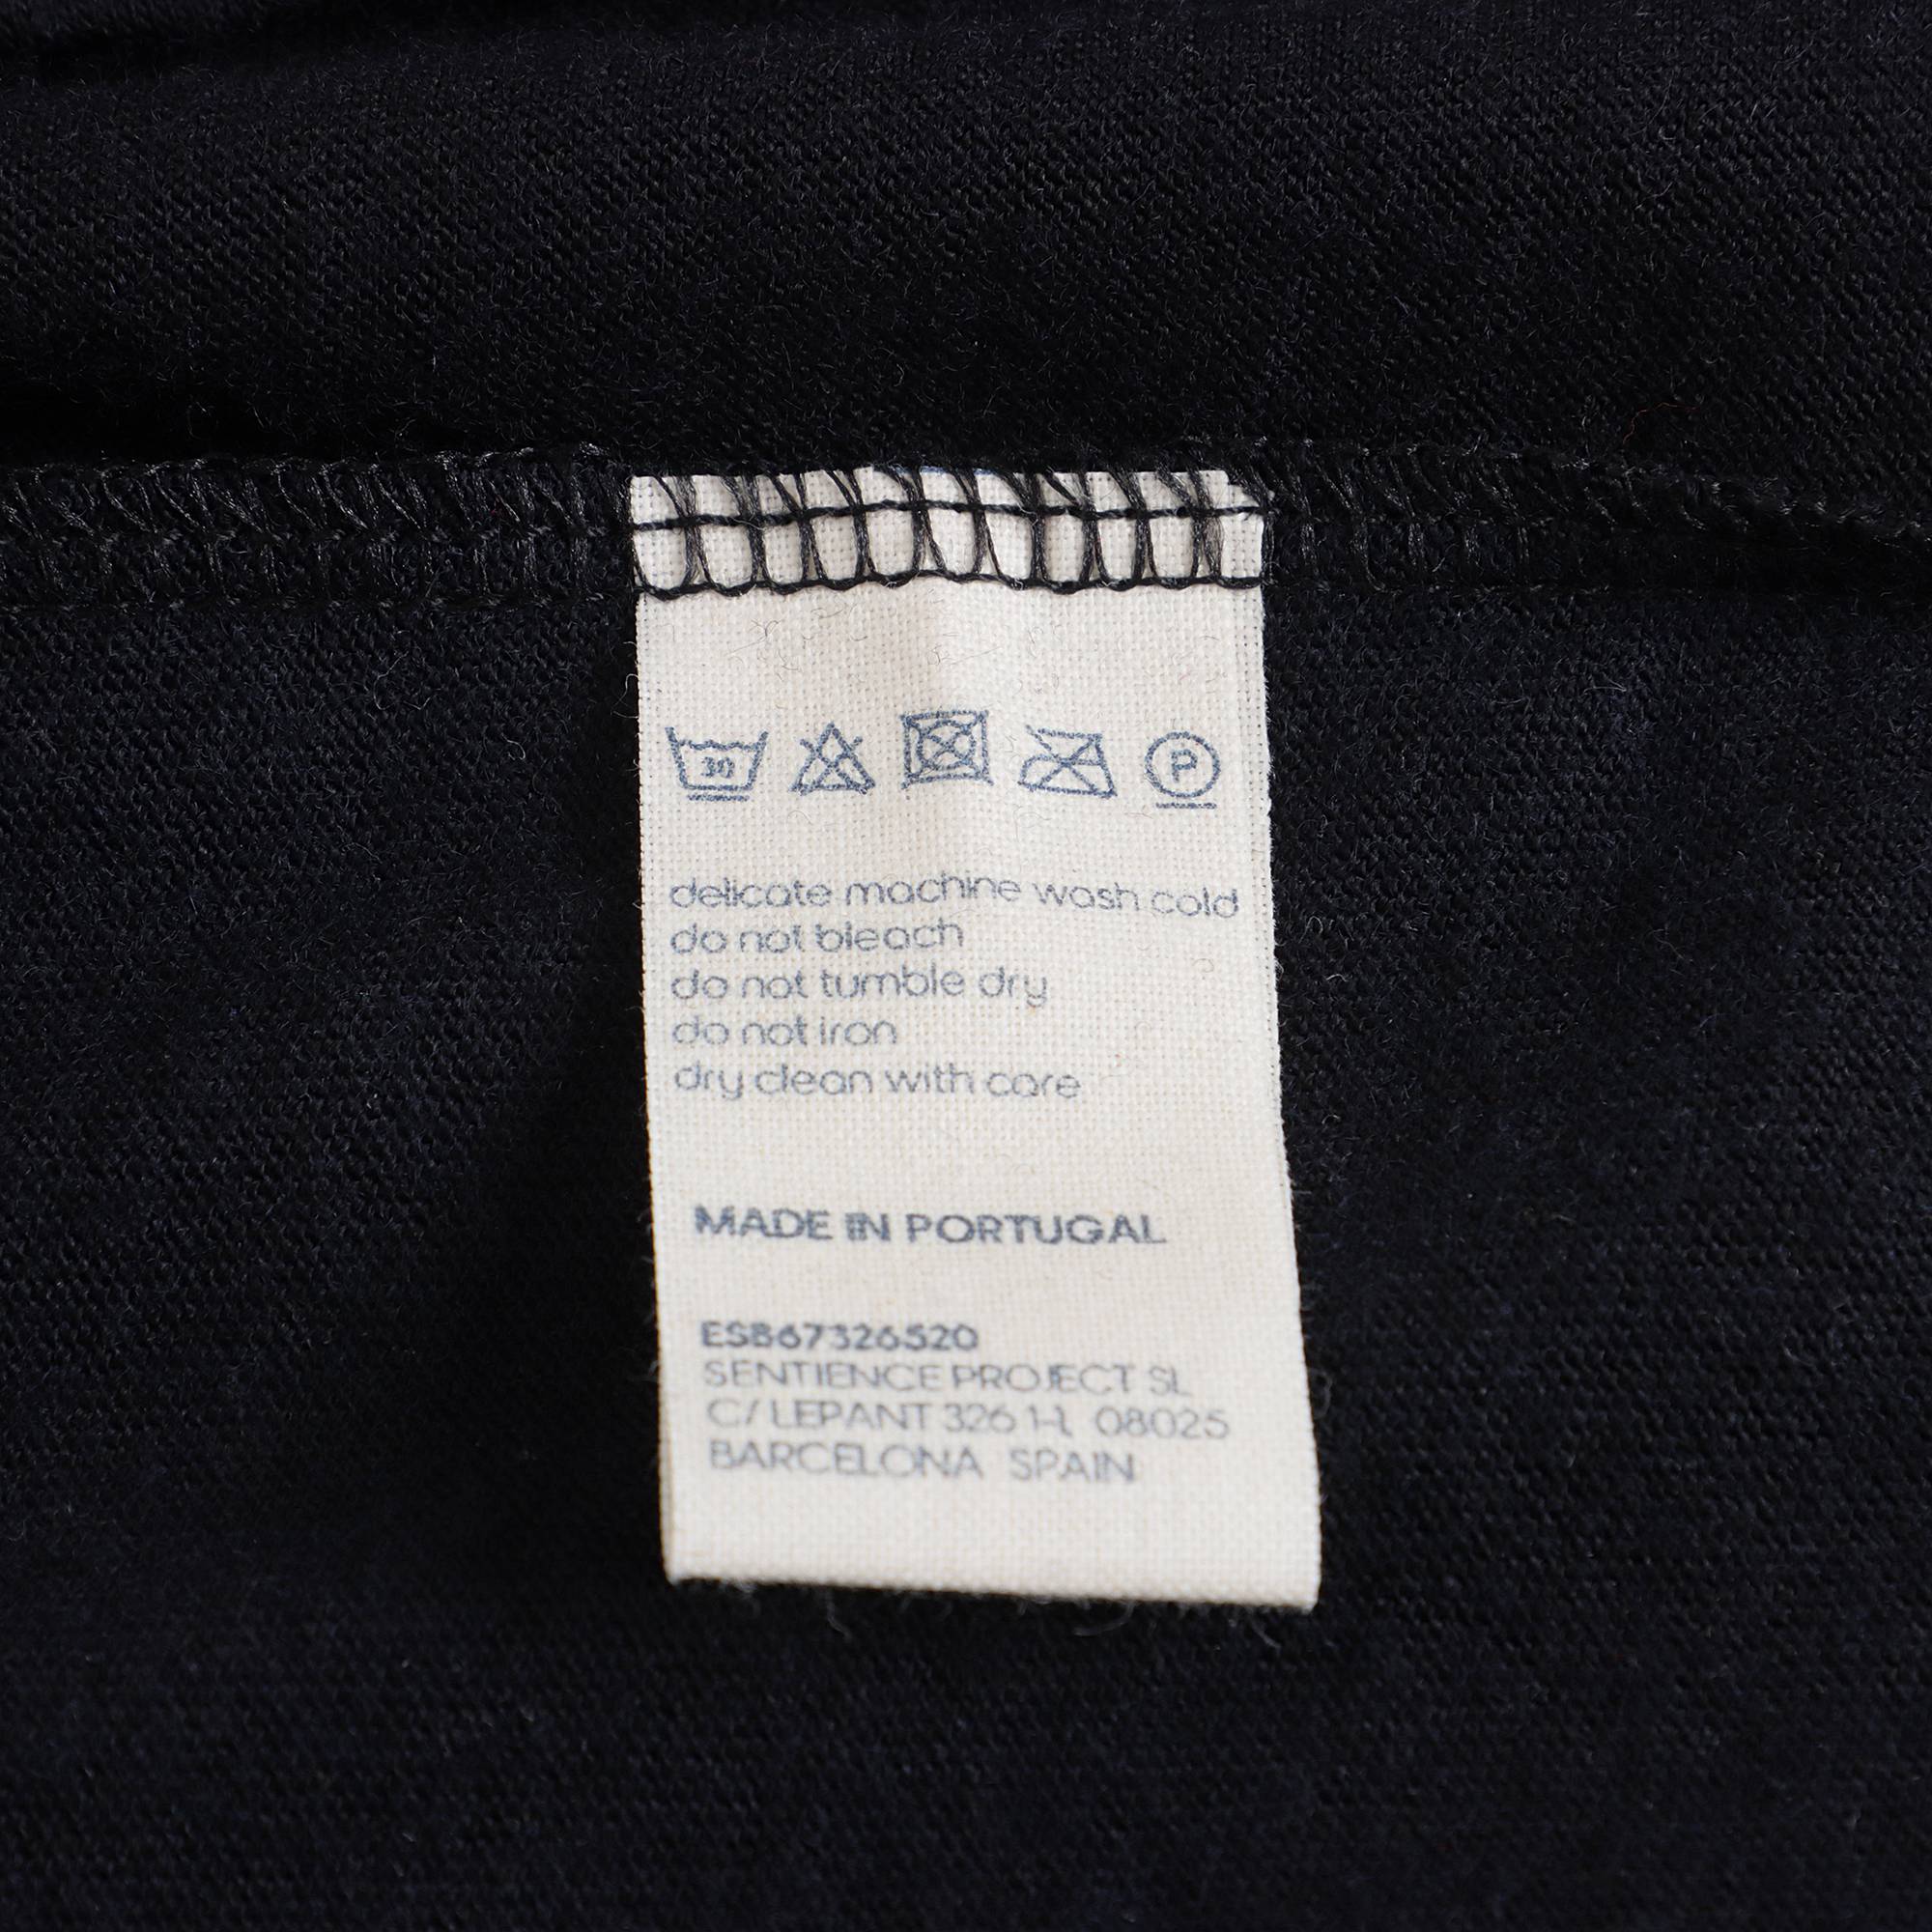 30 P
delicate machine wash cold
do not bleach
do not tumble dry
do not iron
dry clean with care
MADE IN PORTUGAL
ESB67326520
SENTIENCE PROJECT SL
C/ LEPANT 326 1-1, 08025
BARCELONA SPAIN